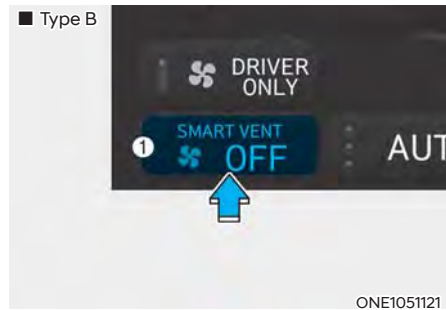 ■ Type B
DRIVER
ONLY
SMART VENT
1 OFF
AUT
ONE1051121